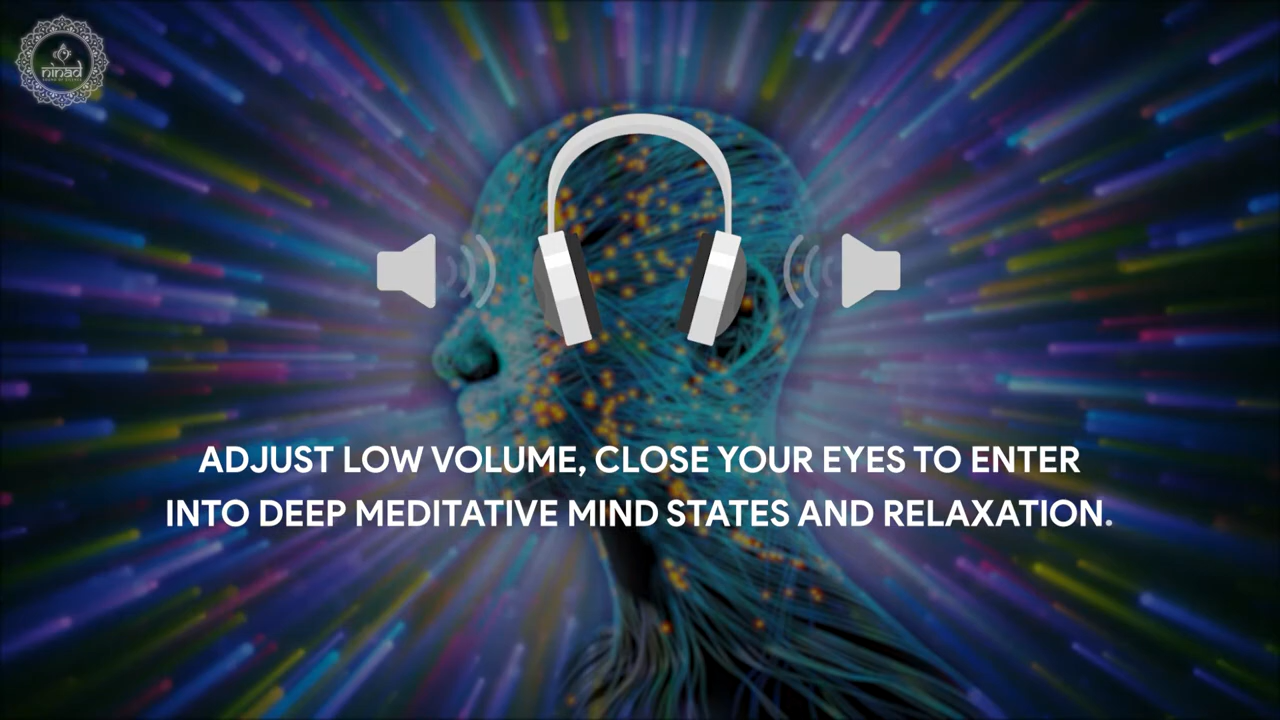 ninad
ADJUST LOW VOLUME, CLOSE YOUR EYES TO ENTER
INTO DEEP MEDITATIVE MIND STATES AND RELAXATION.